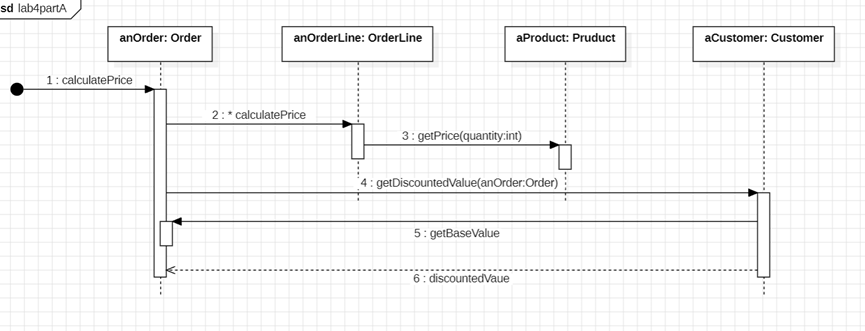 sd lab4partA
anOrder: Order
anOrderLine: OrderLine
aProduct: Pruduct
aCustomer: Customer
1 : calculatePrice
2 : * calculatePrice
3 : getPrice(quantity:int)
4 : getDiscountedValue(anOrder:Order)
5 : getBaseValue
6 : discountedVaue